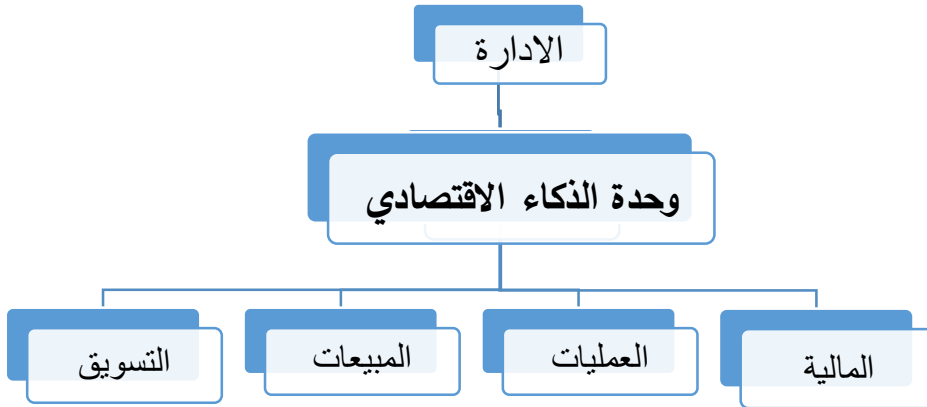 الادارة
وحدة الذكاء الاقتصادي
المالية
العمليات
المبيعات
التسويق